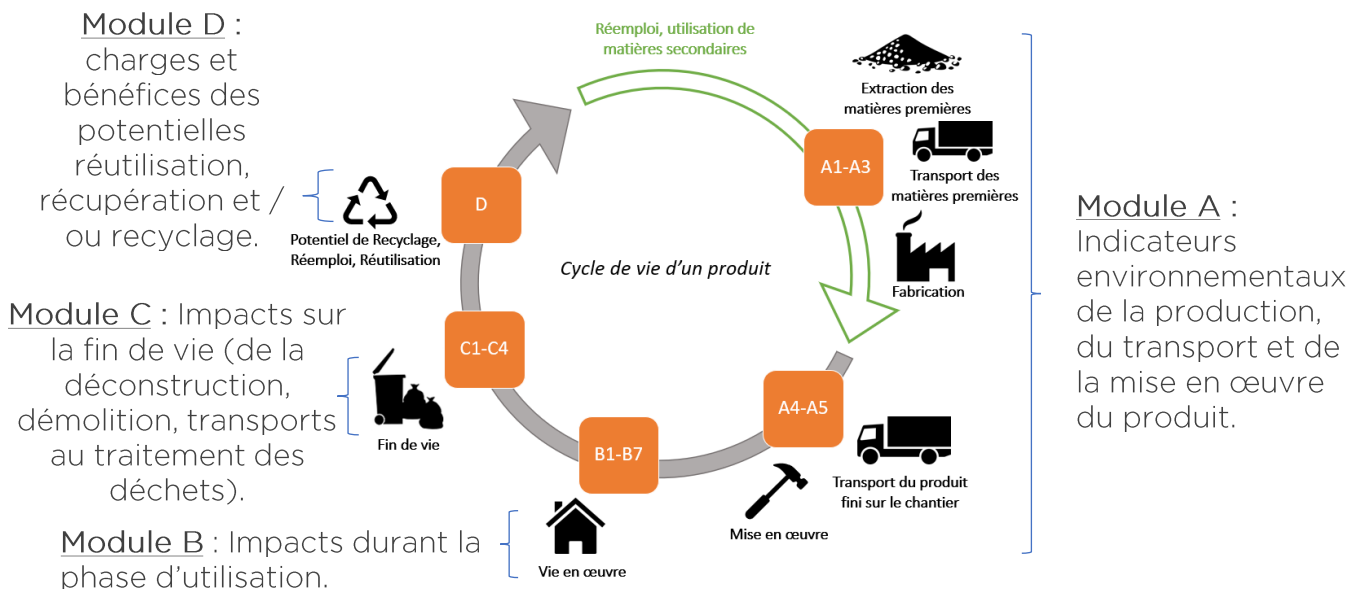 Module D :
charges et
bénéfices des
potentielles
réutilisation,
récupération et /
ou recyclage.
Réemploi, utilisation de
matières secondaires
Extraction des
matières premières
A1-A3
Transport des
matières premières
Fabrication
D
Potentiel de Recyclage,
Réemploi, Réutilisation
Cycle de vie d'un produit
Module A :
Indicateurs
environnementaux
de la production,
du transport et de
la mise en œuvre
du produit.
Module C : Impacts sur
la fin de vie (de la
déconstruction,
démolition, transports
au traitement des
déchets).
C1-C4
Fin de vie
A4-A5
Transport du produit
fini sur le chantier
Mise en œuvre
B1-B7
Vie en œuvre
Module B : Impacts durant la
phase d'utilisation.